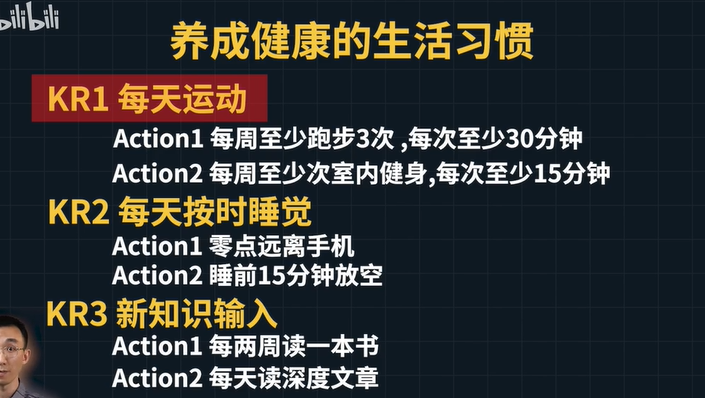 bilibili
养成健康的生活习惯
KR1 每天运动
Action1 每周至少跑步3次 ,每次至少30分钟
Action2 每周至少次室内健身,每次至少15分钟
KR2 每天按时睡觉
Action1 零点远离手机
Action2 睡前15分钟放空
KR3 新知识输入
Action1 每两周读一本书
Action2 每天读深度文章